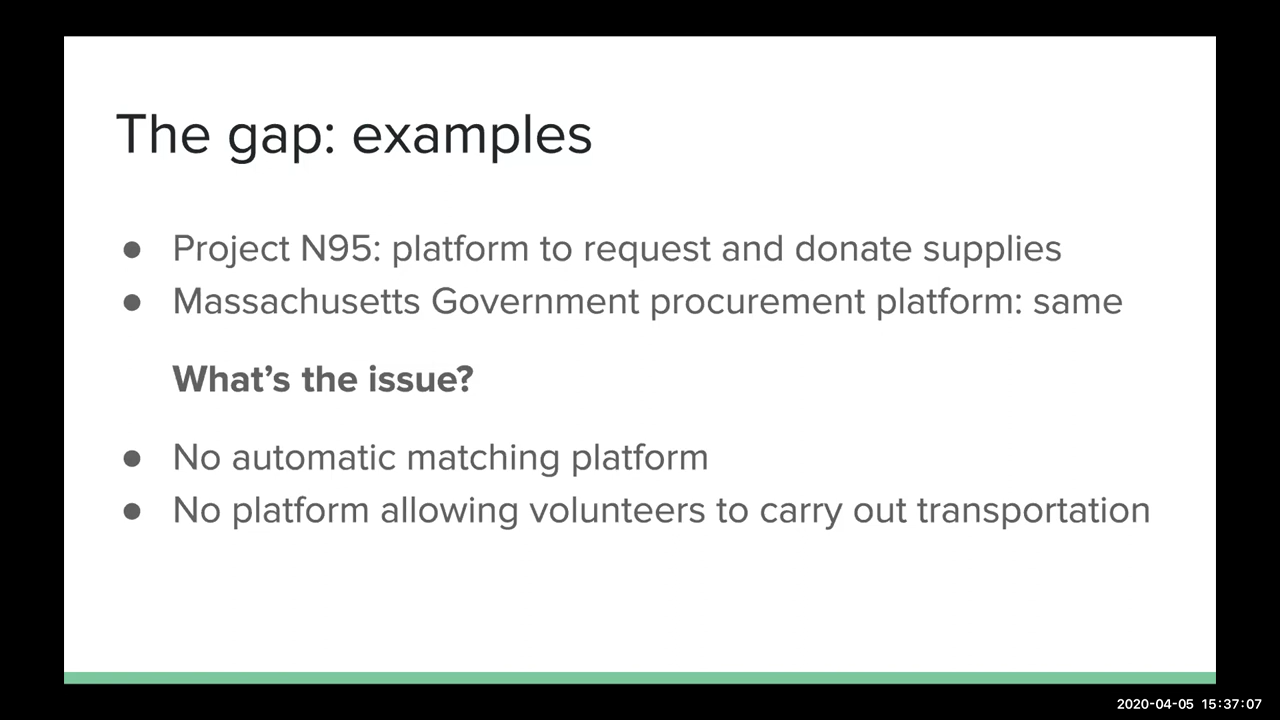 The gap: examples
● Project N95: platform to request and donate supplies
● Massachusetts Government procurement platform: same
What’s the issue?
● No automatic matching platform
● No platform allowing volunteers to carry out transportation
2020-04-05 15:37:07